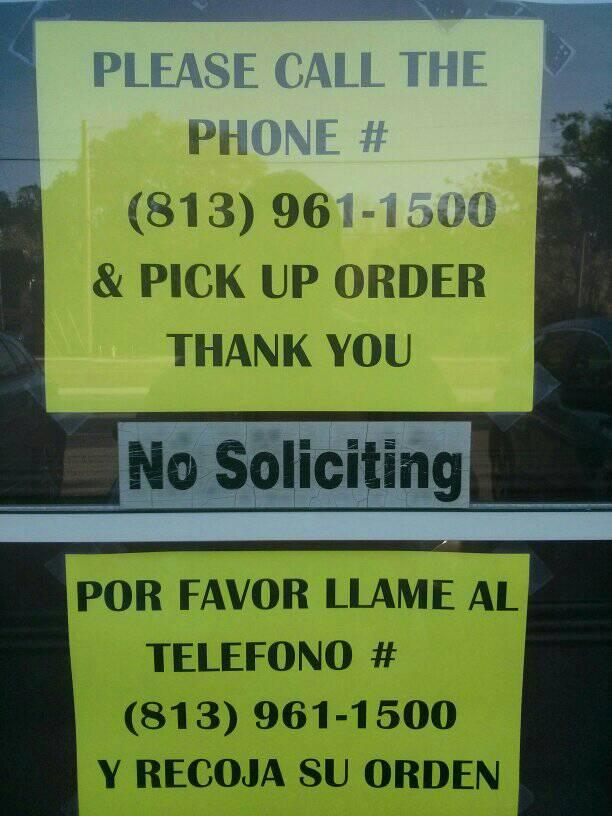 PLEASE CALL THE
PHONE #
(813) 961-1500
& PICK UP ORDER
THANK YOU
No Soliciting
POR FAVOR LLAME AL
TELEFONO #
(813) 961-1500
Y RECOJA SU ORDEN